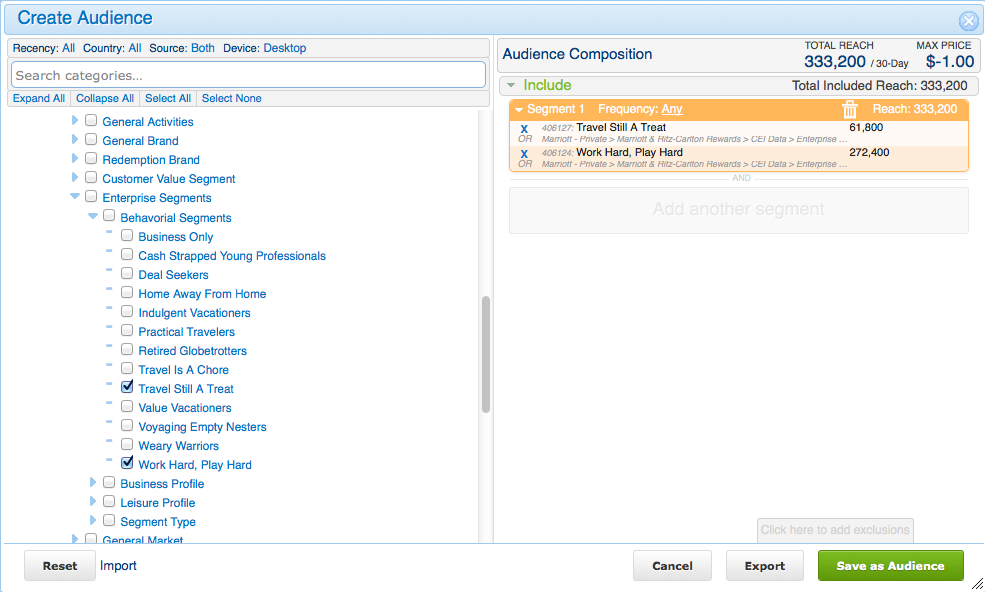 Create Audience
Recency: All Country: All Source: Both Device: Desktop
Search categories...
Expand All Collapse All Select All Select None
General Activities
General Brand
Redemption Brand
Customer Value Segment
Enterprise Segments
Behavorial Segments
Business Only
Cash Strapped Young Professionals
Deal Seekers
Home Away From Home
Indulgent Vacationers
Practical Travelers
Retired Globetrotters
Travel Is A Chore
Travel Still A Treat
Value Vacationers
Voyaging Empty Nesters
Weary Warriors
Work Hard, Play Hard
Business Profile
Leisure Profile
Segment Type
General Market
Audience Composition
TOTAL REACH
333,200 / 30-Day
MAX PRICE
$-1.00
Include Total Included Reach: 333,200
Segment 1 Frequency: Any Reach: 333,200
X 406127: Travel Still A Treat 61,800
OR Marriott - Private > Marriott & Ritz-Carlton Rewards > CEI Data > Enterprise ...
X 406124: Work Hard, Play Hard 272,400
OR Marriott - Private > Marriott & Ritz-Carlton Rewards > CEI Data > Enterprise ...
AND
Add another segment
Click here to add exclusions
Reset Import Cancel Export Save as Audience